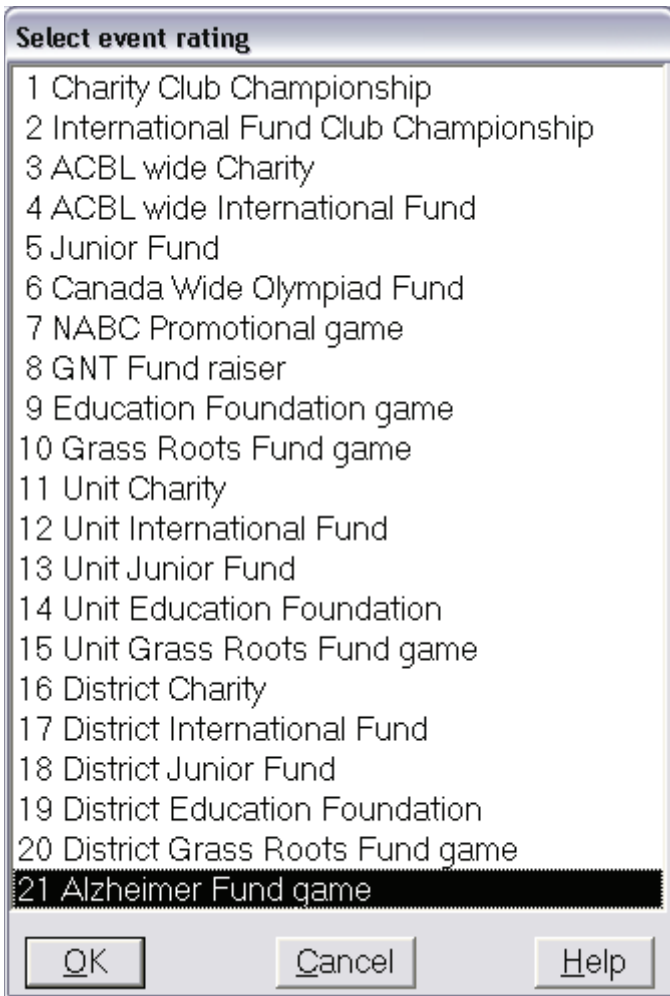 Select event rating
1 Charity Club Championship
2 International Fund Club Championship
3 ACBL wide Charity
4 ACBL wide International Fund
5 Junior Fund
6 Canada Wide Olympiad Fund
7 NABC Promotional game
8 GNT Fund raiser
9 Education Foundation game
10 Grass Roots Fund game
11 Unit Charity
12 Unit International Fund
13 Unit Junior Fund
14 Unit Education Foundation
15 Unit Grass Roots Fund game
16 District Charity
17 District International Fund
18 District Junior Fund
19 District Education Foundation
20 District Grass Roots Fund game
21 Alzheimer Fund game
OK Cancel Help